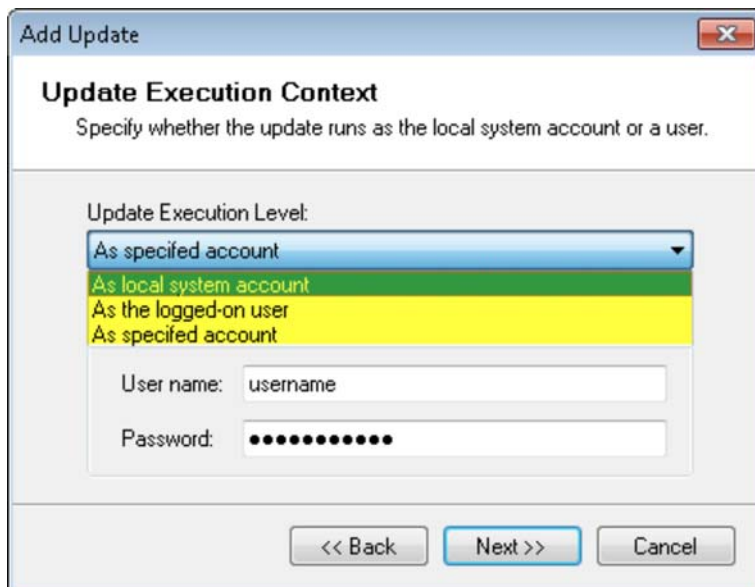 Add Update
Update Execution Context
Specify whether the update runs as the local system account or a user.
Update Execution Level:
As specifed account
As local system account
As the logged-on user
As specifed account
User name: username
Password: ●●●●●●●●●●●
<< Back Next >> Cancel